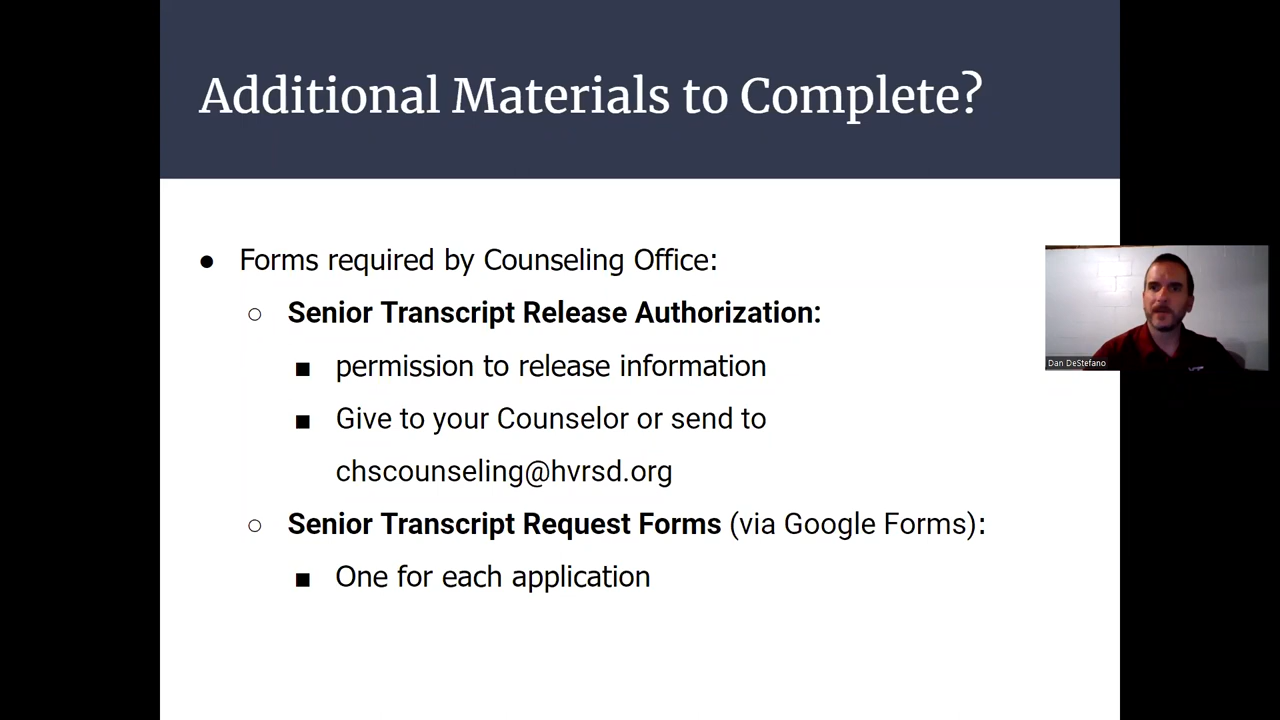 Additional Materials to Complete?
● Forms required by Counseling Office:
○ Senior Transcript Release Authorization:
■ permission to release information
■ Give to your Counselor or send to
chscounseling@hvrsd.org
○ Senior Transcript Request Forms (via Google Forms):
■ One for each application
Dan DeStefano